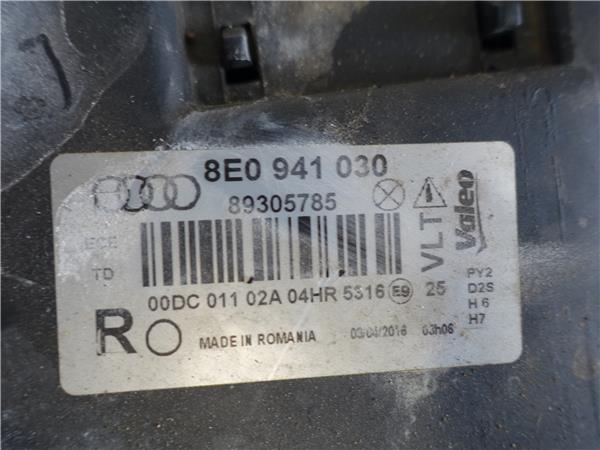 8E0 941 030
89305785
ECE
TD
VLT
Valeo
00DC 011 02A 04HR 5316 E9 25
PY2
D2S
H 6
H7
R
MADE IN ROMANIA
03/04/2016 03h06